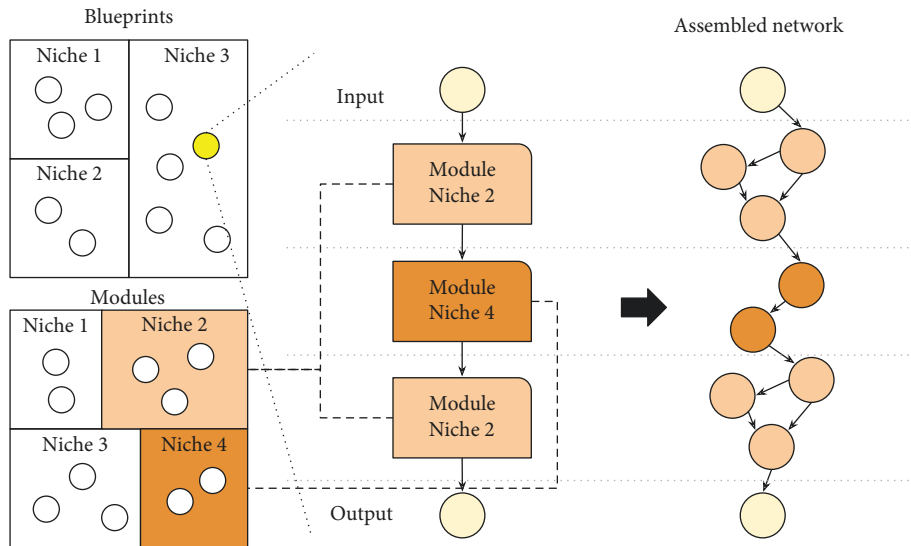 Blueprints
Niche 1
Niche 3
Niche 2
Modules
Niche 1
Niche 2
Niche 3
Niche 4
Input
Module
Niche 2
Module
Niche 4
Module
Niche 2
Output
Assembled network